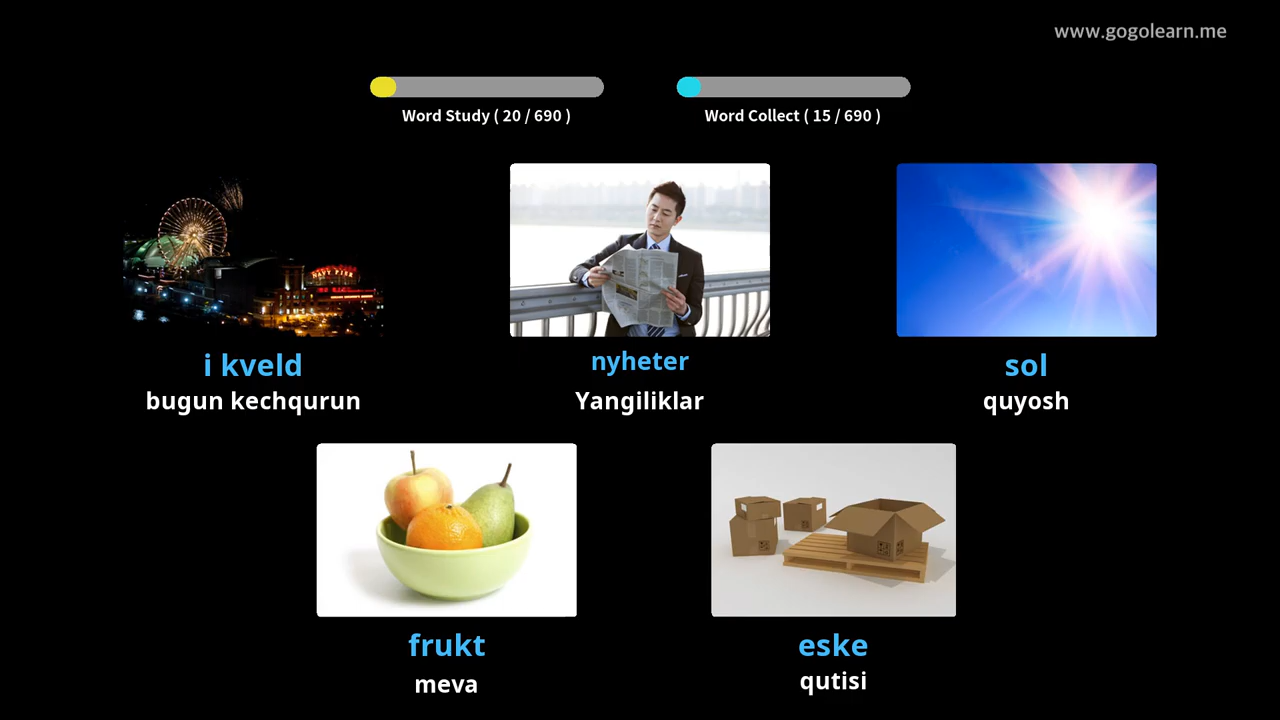 www.gogolearn.me
Word Study ( 20 / 690 )
Word Collect ( 15 / 690 )
i kveld
bugun kechqurun
nyheter
Yangiliklar
sol
quyosh
frukt
meva
eske
qutisi